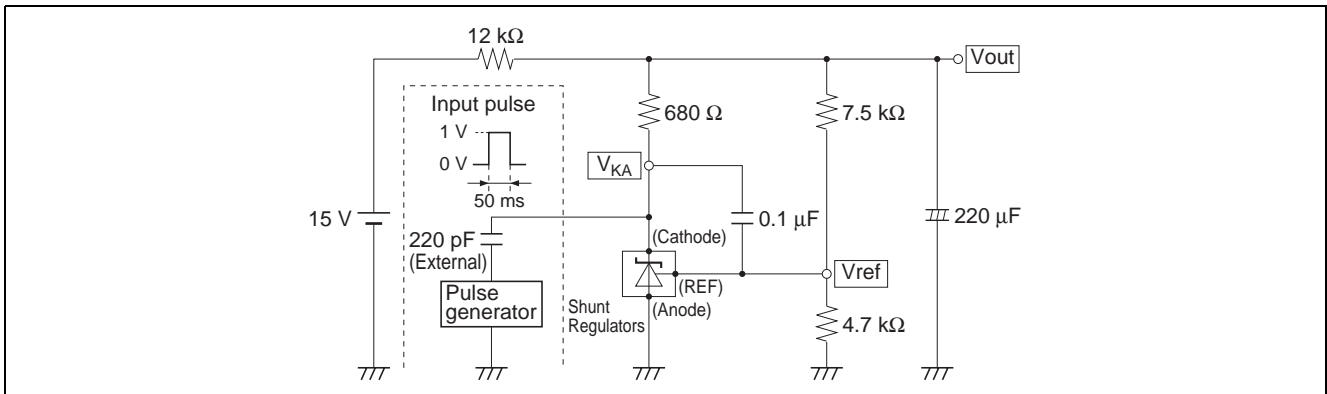 12 kΩ
Vout
Input pulse
1 V
0 V
50 ms
680 Ω
7.5 kΩ
V_KA
15 V
220 pF
(External)
Pulse
generator
(Cathode)
0.1 μF
220 μF
(REF)
Vref
Shunt
Regulators
(Anode)
4.7 kΩ